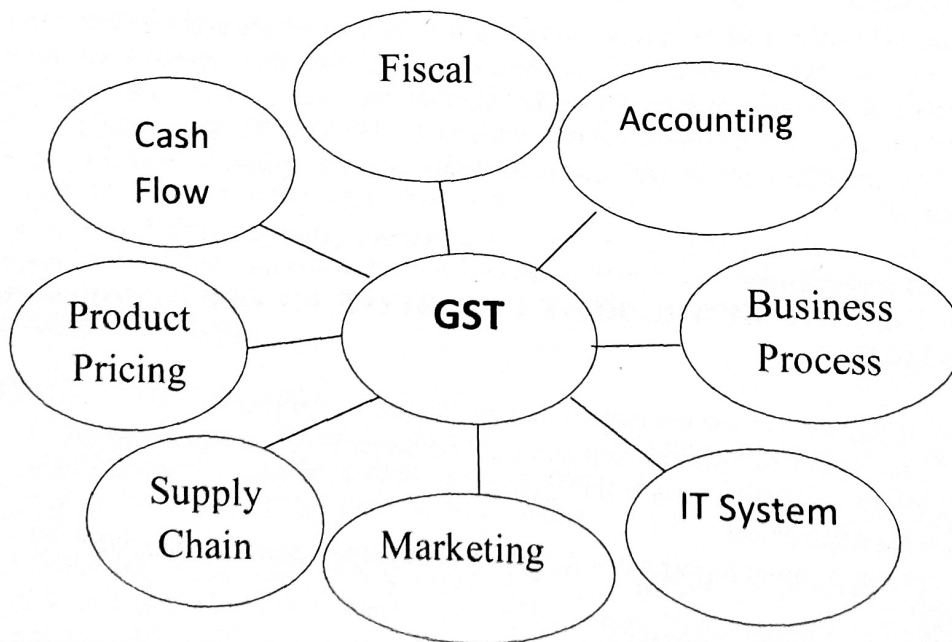 Fiscal
Accounting
Cash
Flow
GST
Business
Process
Product
Pricing
Supply
Chain
IT System
Marketing